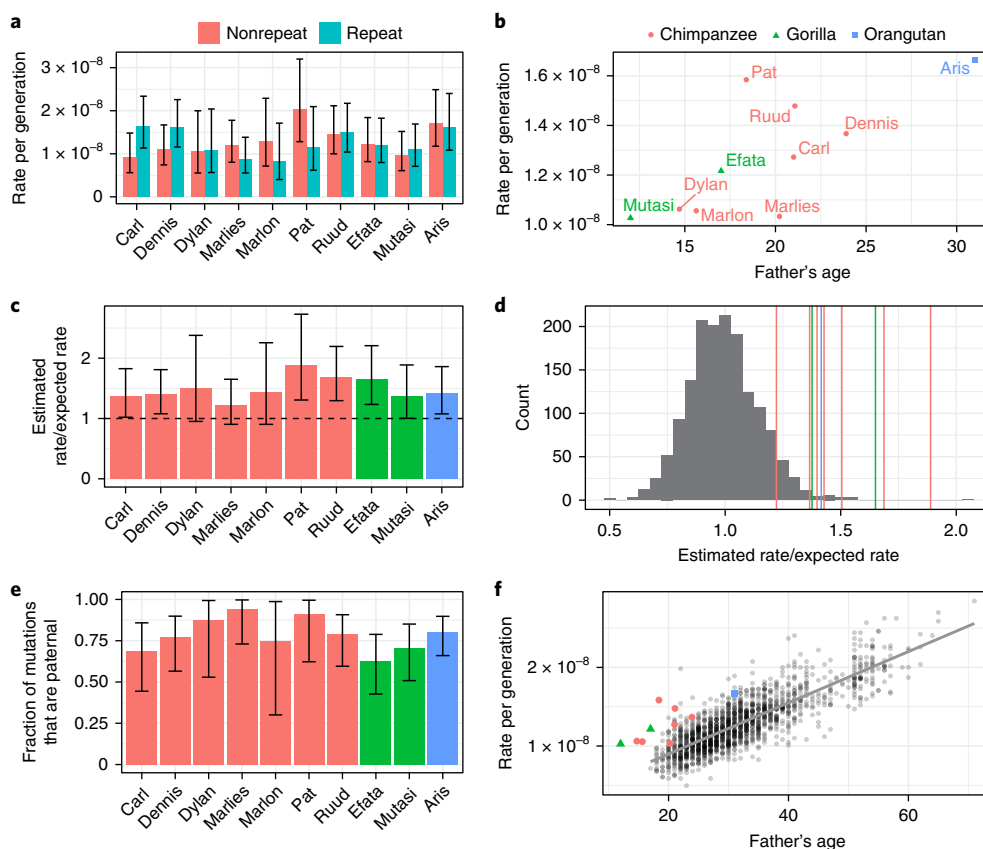 a
Nonrepeat Repeat
Rate per generation
3 × 10⁻⁸
2 × 10⁻⁸
1 × 10⁻⁸
0
Carl Dennis Dylan Marlies Marlon Pat Ruud Efata Mutasi Aris
b
Chimpanzee Gorilla Orangutan
Rate per generation
1.6 × 10⁻⁸
1.4 × 10⁻⁸
1.2 × 10⁻⁸
1.0 × 10⁻⁸
Pat
Aris
Ruud
Dennis
Carl
Efata
Dylan
Mutasi
Marlon
Marlies
15 20 25 30
Father's age
c
Estimated
rate/expected rate
2
1
0
Carl Dennis Dylan Marlies Marlon Pat Ruud Efata Mutasi Aris
d
Count
200
150
100
50
0
0.5 1.0 1.5 2.0
Estimated rate/expected rate
e
Fraction of mutations
that are paternal
1.00
0.75
0.50
0.25
0
Carl Dennis Dylan Marlies Marlon Pat Ruud Efata Mutasi Aris
f
Rate per generation
2 × 10⁻⁸
1 × 10⁻⁸
20 40 60
Father's age